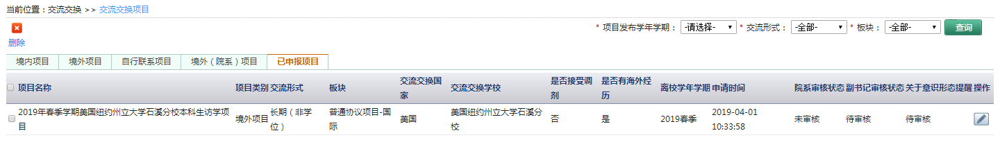 当前位置：交流交换 >> 交流交换项目
删除
* 项目发布学年学期： -请选择- * 交流形式： -全部- * 板块： -全部- 查询
境内项目 境外项目 自行联系项目 境外（院系）项目 已申报项目
项目名称 项目类别 交流形式 板块 交流交换国家 交流交换学校 是否接受调剂 是否有海外经历 离校学年学期 申请时间 院系审核状态 副书记审核状态 关于意识形态提醒 操作
2019年春季学期美国纽约州立大学石溪分校本科生访学项目 境外项目 长期（非学位） 普通协议项目-国际 美国 美国纽约州立大学石溪分校 否 是 2019春季 2019-04-01 10:33:58 未审核 待审核 待审核